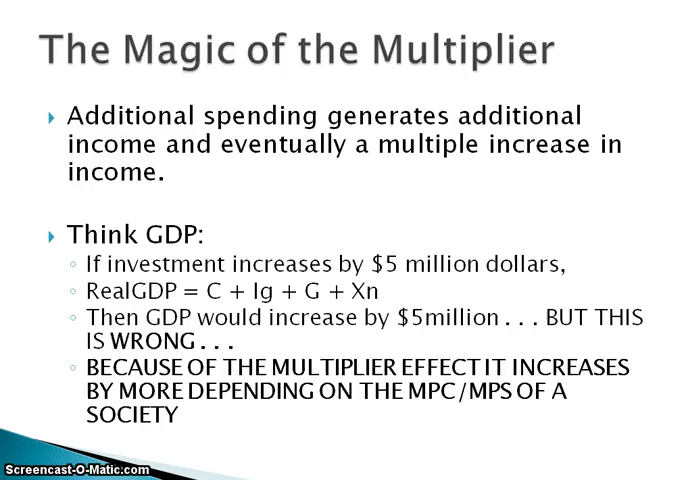 The Magic of the Multiplier
Additional spending generates additional
income and eventually a multiple increase in
income.
Think GDP:
If investment increases by $5 million dollars,
RealGDP = C + Ig + G + Xn
Then GDP would increase by $5million . . . BUT THIS
IS WRONG . . .
BECAUSE OF THE MULTIPLIER EFFECT IT INCREASES
BY MORE DEPENDING ON THE MPC/MPS OF A
SOCIETY
Screencast-O-Matic.com